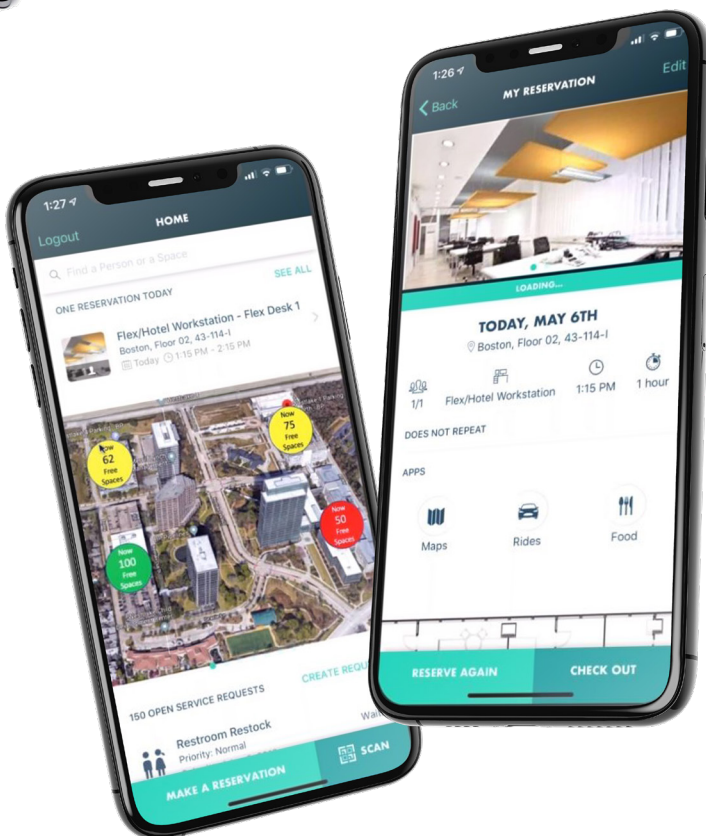 1:27
Logout
HOME
Find a Person or a Space
ONE RESERVATION TODAY
SEE ALL
Flex/Hotel Workstation - Flex Desk 1
Boston, Floor 02, 43-114-I
Today 1:15 PM - 2:15 PM
Now
62
Free
Spaces
Now
75
Free
Spaces
Now
50
Free
Spaces
Now
100
Free
Spaces
150 OPEN SERVICE REQUESTS
CREATE REQU
Restroom Restock
Priority: Normal
MAKE A RESERVATION
SCAN
1:26
Back
MY RESERVATION
Edit
LOADING...
TODAY, MAY 6TH
Boston, Floor 02, 43-114-I
1/1
Flex/Hotel Workstation
1:15 PM
1 hour
DOES NOT REPEAT
APPS
Maps
Rides
Food
RESERVE AGAIN
CHECK OUT